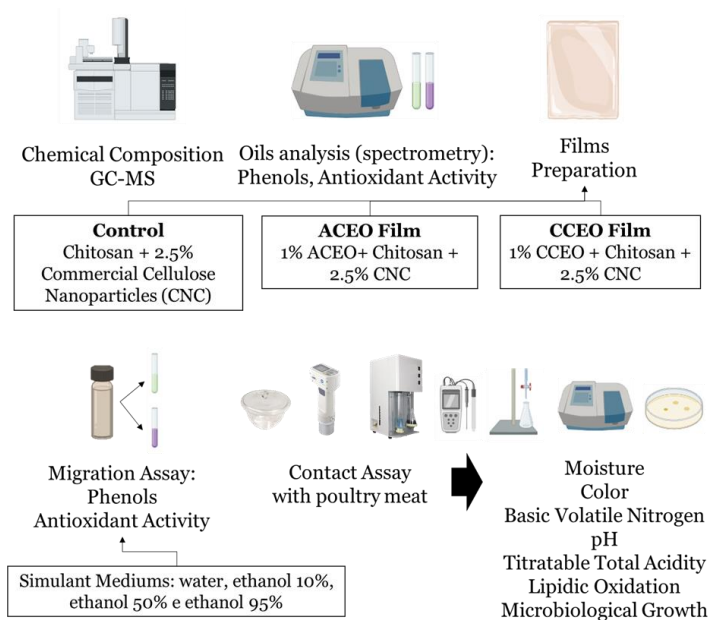 Chemical Composition
GC-MS
Oils analysis (spectrometry):
Phenols, Antioxidant Activity
Films
Preparation
Control
Chitosan + 2.5%
Commercial Cellulose
Nanoparticles (CNC)
ACEO Film
1% ACEO+ Chitosan +
2.5% CNC
CCEO Film
1% CCEO + Chitosan +
2.5% CNC
Migration Assay:
Phenols
Antioxidant Activity
Simulant Mediums: water, ethanol 10%,
ethanol 50% e ethanol 95%
Contact Assay
with poultry meat
Moisture
Color
Basic Volatile Nitrogen
pH
Titratable Total Acidity
Lipidic Oxidation
Microbiological Growth